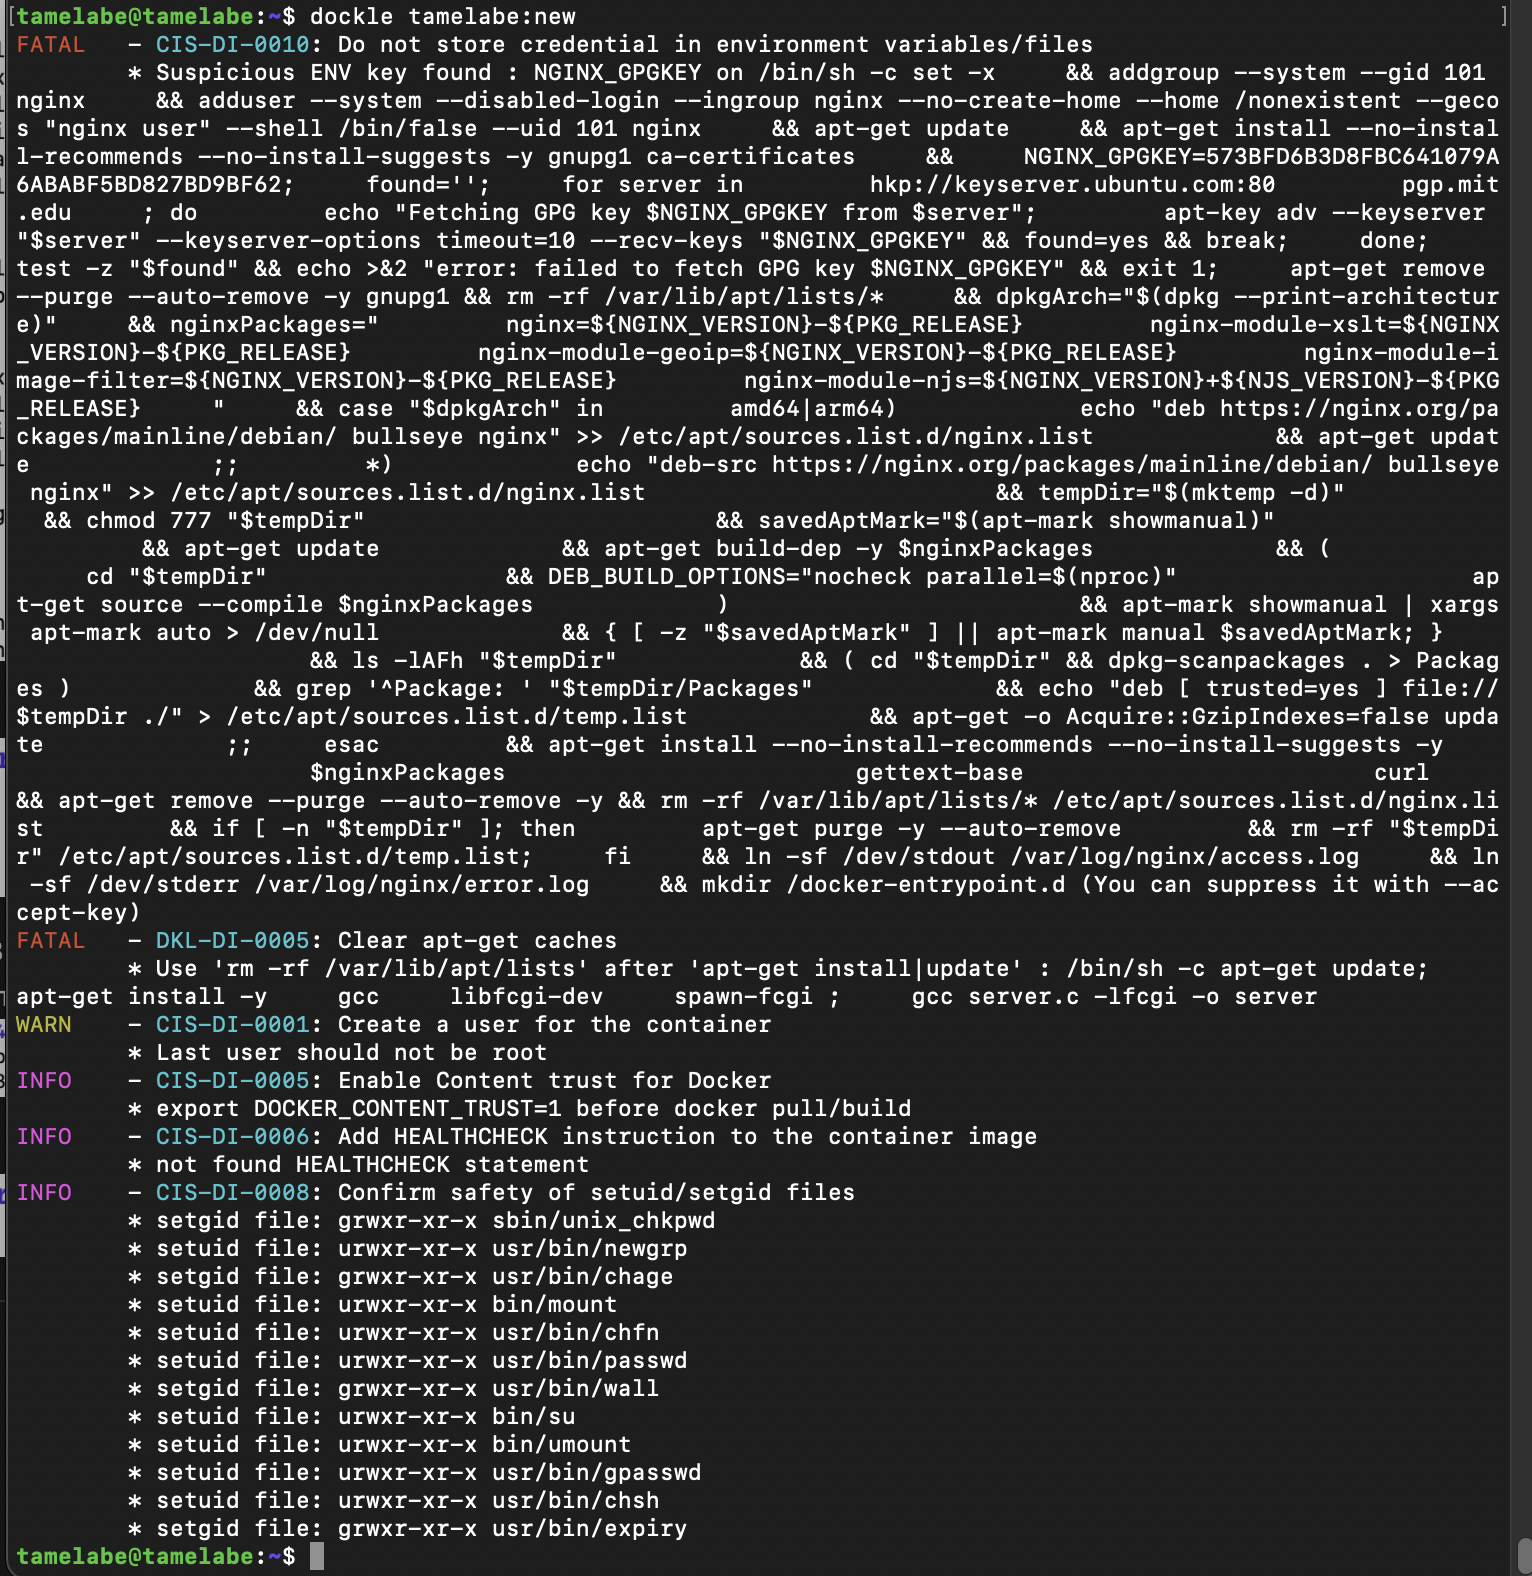 [tamelabe@tamelabe:~$ dockle tamelabe:new ]
FATAL   - CIS-DI-0010: Do not store credential in environment variables/files
        * Suspicious ENV key found : NGINX_GPGKEY on /bin/sh -c set -x     && addgroup --system --gid 101
nginx     && adduser --system --disabled-login --ingroup nginx --no-create-home --home /nonexistent --geco
s "nginx user" --shell /bin/false --uid 101 nginx     && apt-get update     && apt-get install --no-instal
l-recommends --no-install-suggests -y gnupg1 ca-certificates     &&     NGINX_GPGKEY=573BFD6B3D8FBC641079A
6ABABF5BD827BD9BF62;     found='';     for server in         hkp://keyserver.ubuntu.com:80         pgp.mit
.edu     ; do         echo "Fetching GPG key $NGINX_GPGKEY from $server";         apt-key adv --keyserver
"$server" --keyserver-options timeout=10 --recv-keys "$NGINX_GPGKEY" && found=yes && break;     done;
test -z "$found" && echo >&2 "error: failed to fetch GPG key $NGINX_GPGKEY" && exit 1;     apt-get remove
--purge --auto-remove -y gnupg1 && rm -rf /var/lib/apt/lists/*     && dpkgArch="$(dpkg --print-architectur
e)"     && nginxPackages="         nginx=${NGINX_VERSION}-${PKG_RELEASE}         nginx-module-xslt=${NGINX
_VERSION}-${PKG_RELEASE}         nginx-module-geoip=${NGINX_VERSION}-${PKG_RELEASE}         nginx-module-i
mage-filter=${NGINX_VERSION}-${PKG_RELEASE}         nginx-module-njs=${NGINX_VERSION}+${NJS_VERSION}-${PKG
_RELEASE}     "     && case "$dpkgArch" in         amd64|arm64)             echo "deb https://nginx.org/pa
ckages/mainline/debian/ bullseye nginx" >> /etc/apt/sources.list.d/nginx.list             && apt-get updat
e             ;;         *)             echo "deb-src https://nginx.org/packages/mainline/debian/ bullseye
 nginx" >> /etc/apt/sources.list.d/nginx.list                         && tempDir="$(mktemp -d)"
  && chmod 777 "$tempDir"                         && savedAptMark="$(apt-mark showmanual)"
         && apt-get update             && apt-get build-dep -y $nginxPackages             && (
     cd "$tempDir"                 && DEB_BUILD_OPTIONS="nocheck parallel=$(nproc)"                     ap
t-get source --compile $nginxPackages             )                         && apt-mark showmanual | xargs
 apt-mark auto > /dev/null             && { [ -z "$savedAptMark" ] || apt-mark manual $savedAptMark; }
                     && ls -lAFh "$tempDir"             && ( cd "$tempDir" && dpkg-scanpackages . > Packag
es )             && grep '^Package: ' "$tempDir/Packages"             && echo "deb [ trusted=yes ] file://
$tempDir ./" > /etc/apt/sources.list.d/temp.list             && apt-get -o Acquire::GzipIndexes=false upda
te             ;;     esac         && apt-get install --no-install-recommends --no-install-suggests -y
                     $nginxPackages                         gettext-base                         curl
&& apt-get remove --purge --auto-remove -y && rm -rf /var/lib/apt/lists/* /etc/apt/sources.list.d/nginx.li
st         && if [ -n "$tempDir" ]; then         apt-get purge -y --auto-remove         && rm -rf "$tempDi
r" /etc/apt/sources.list.d/temp.list;     fi     && ln -sf /dev/stdout /var/log/nginx/access.log     && ln
 -sf /dev/stderr /var/log/nginx/error.log     && mkdir /docker-entrypoint.d (You can suppress it with --ac
cept-key)
FATAL   - DKL-DI-0005: Clear apt-get caches
        * Use 'rm -rf /var/lib/apt/lists' after 'apt-get install|update' : /bin/sh -c apt-get update;
apt-get install -y     gcc     libfcgi-dev     spawn-fcgi ;     gcc server.c -lfcgi -o server
WARN    - CIS-DI-0001: Create a user for the container
        * Last user should not be root
INFO    - CIS-DI-0005: Enable Content trust for Docker
        * export DOCKER_CONTENT_TRUST=1 before docker pull/build
INFO    - CIS-DI-0006: Add HEALTHCHECK instruction to the container image
        * not found HEALTHCHECK statement
INFO    - CIS-DI-0008: Confirm safety of setuid/setgid files
        * setgid file: grwxr-xr-x sbin/unix_chkpwd
        * setuid file: urwxr-xr-x usr/bin/newgrp
        * setgid file: grwxr-xr-x usr/bin/chage
        * setuid file: urwxr-xr-x bin/mount
        * setuid file: urwxr-xr-x usr/bin/chfn
        * setuid file: urwxr-xr-x usr/bin/passwd
        * setgid file: grwxr-xr-x usr/bin/wall
        * setuid file: urwxr-xr-x bin/su
        * setuid file: urwxr-xr-x bin/umount
        * setuid file: urwxr-xr-x usr/bin/gpasswd
        * setuid file: urwxr-xr-x usr/bin/chsh
        * setgid file: grwxr-xr-x usr/bin/expiry
tamelabe@tamelabe:~$